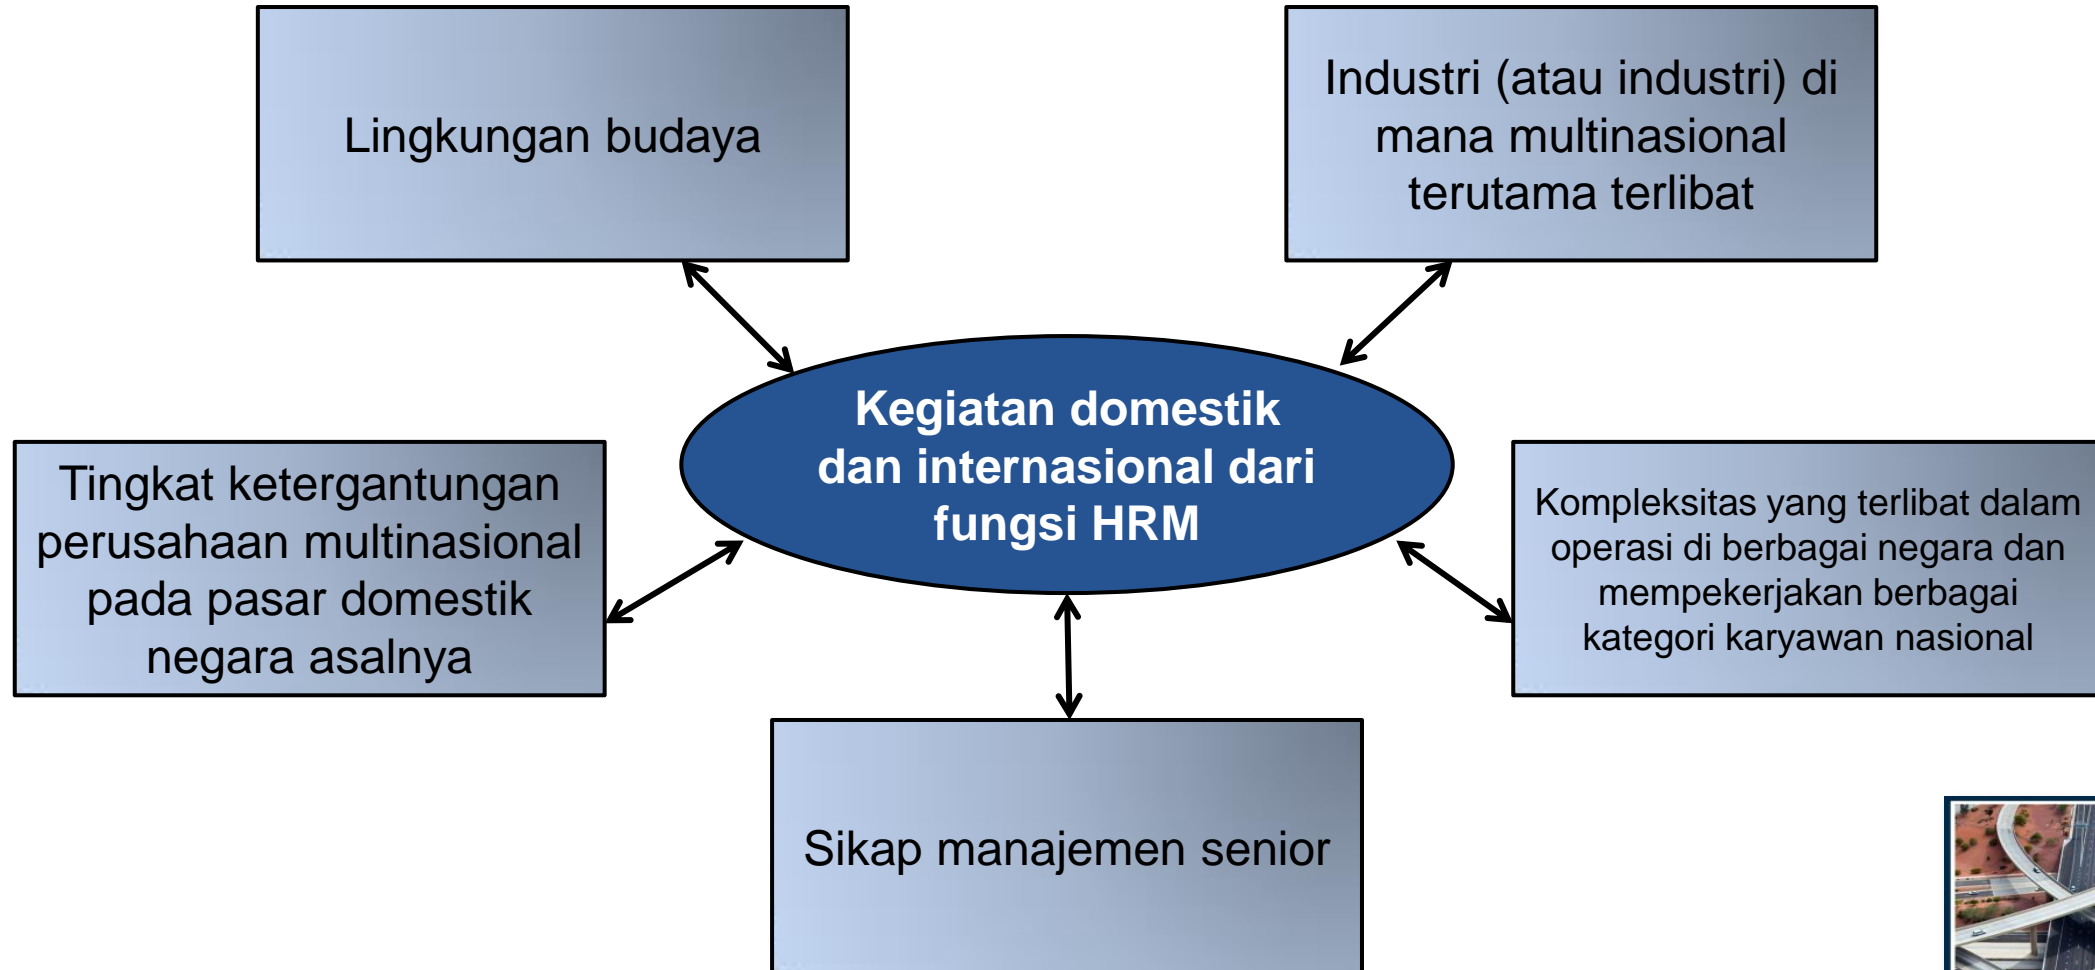 Lingkungan budaya
Industri (atau industri) di
mana multinasional
terutama terlibat
Kegiatan domestik
dan internasional dari
fungsi HRM
Tingkat ketergantungan
perusahaan multinasional
pada pasar domestik
negara asalnya
Kompleksitas yang terlibat dalam
operasi di berbagai negara dan
mempekerjakan berbagai
kategori karyawan nasional
Sikap manajemen senior